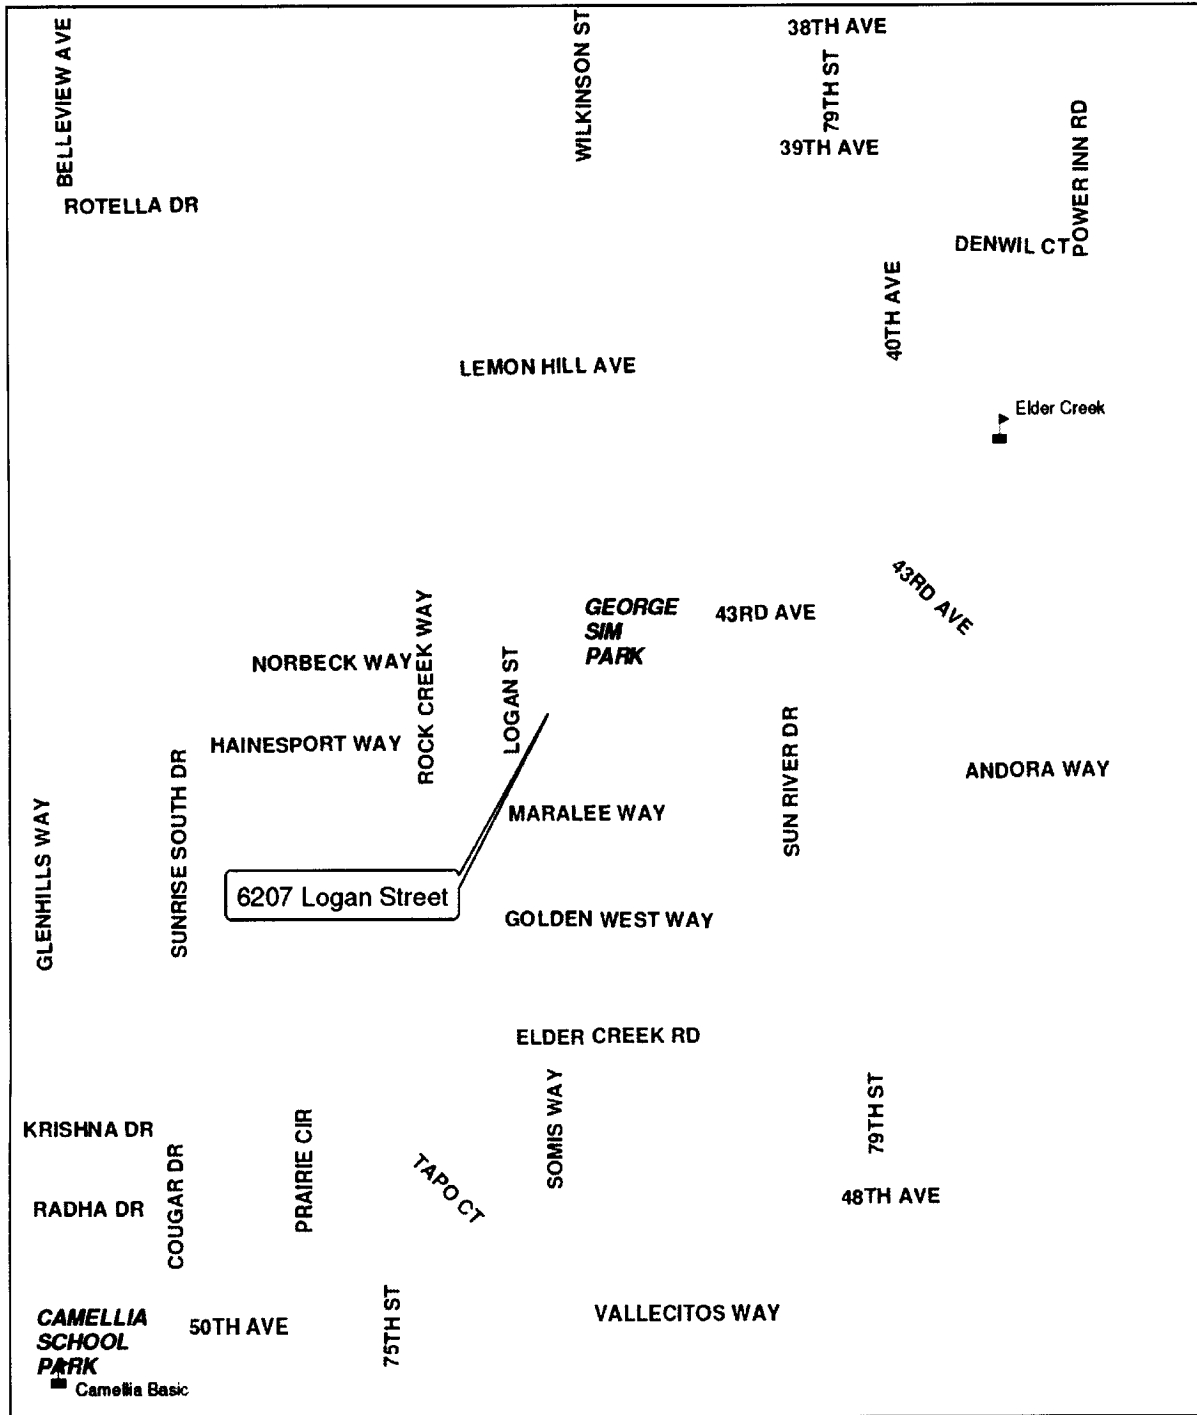 BELLEVIEW AVE
WILKINSON ST
38TH AVE
79TH ST
39TH AVE
POWER INN RD
ROTELLA DR
DENWIL CT
40TH AVE
LEMON HILL AVE
Elder Creek
43RD AVE
GEORGE
SIM
PARK
43RD AVE
ROCK CREEK WAY
NORBECK WAY
LOGAN ST
HAINESPORT WAY
SUN RIVER DR
ANDORA WAY
SUNRISE SOUTH DR
GLENHILLS WAY
MARALEE WAY
6207 Logan Street
GOLDEN WEST WAY
ELDER CREEK RD
SOMIS WAY
79TH ST
KRISHNA DR
PRAIRIE CIR
COUGAR DR
TAPO CT
48TH AVE
RADHA DR
75TH ST
VALLECITOS WAY
CAMELLIA
SCHOOL
PARK
50TH AVE
Camellia Basic